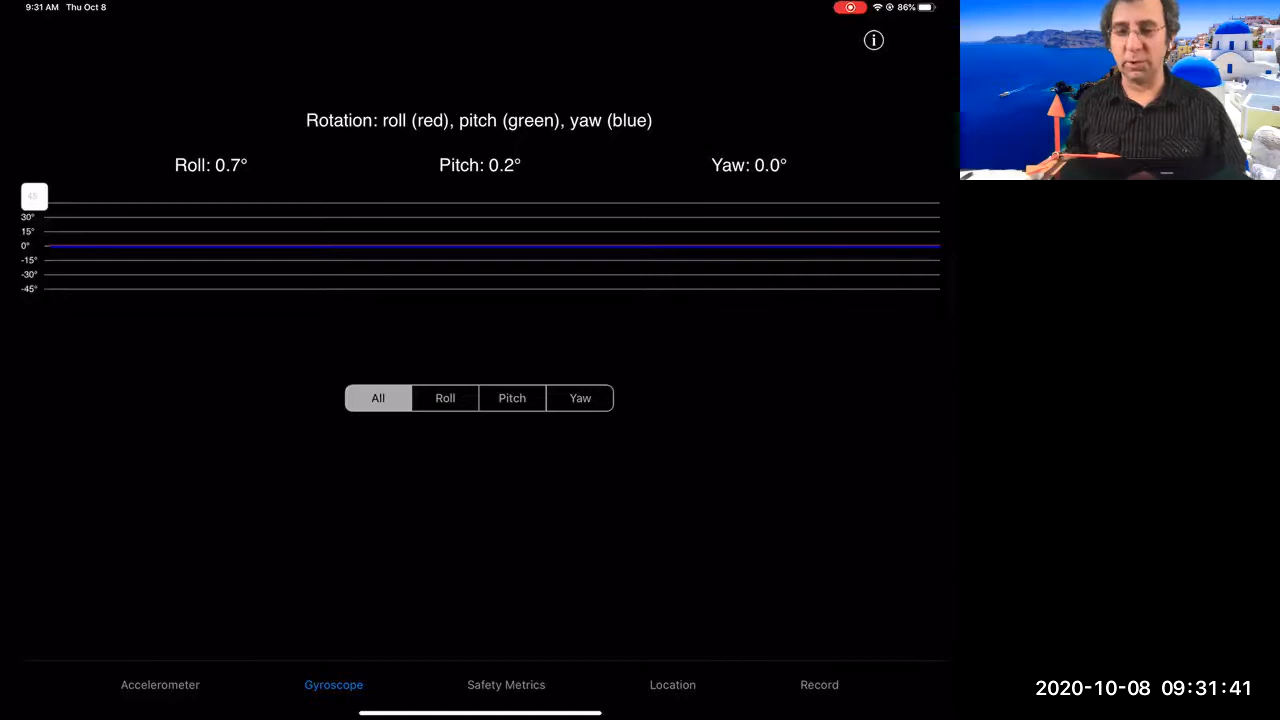 9:31 AM Thu Oct 8
86%
Rotation: roll (red), pitch (green), yaw (blue)
Roll: 0.7° Pitch: 0.2° Yaw: 0.0°
45
30°
15°
0°
-15°
-30°
-45°
All Roll Pitch Yaw
Accelerometer Gyroscope Safety Metrics Location Record
2020-10-08 09:31:41